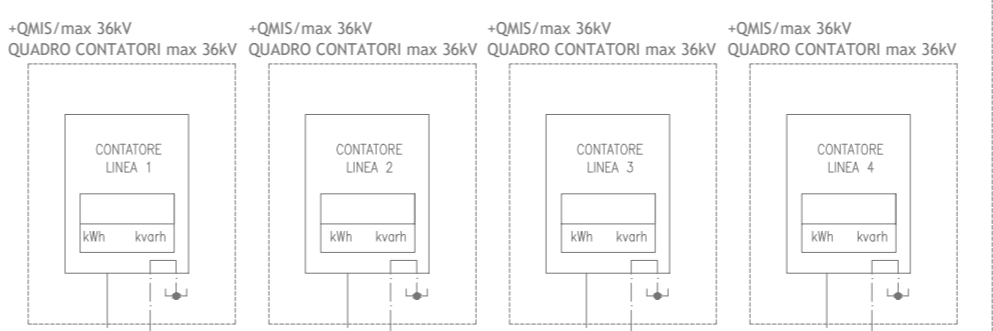 +QMIS/max 36kV
QUADRO CONTATORI max 36kV
CONTATORE
LINEA 1
kWh kvarh
+QMIS/max 36kV
QUADRO CONTATORI max 36kV
CONTATORE
LINEA 2
kWh kvarh
+QMIS/max 36kV
QUADRO CONTATORI max 36kV
CONTATORE
LINEA 3
kWh kvarh
+QMIS/max 36kV
QUADRO CONTATORI max 36kV
CONTATORE
LINEA 4
kWh kvarh